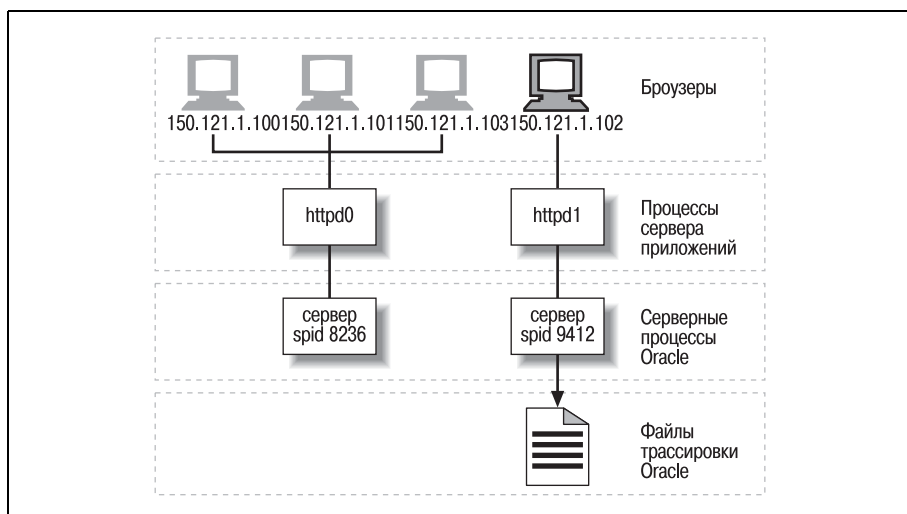 Броузеры
150.121.1.100150.121.1.101150.121.1.103150.121.1.102
httpd0
httpd1
Процессы
сервера
приложений
сервер
spid 8236
сервер
spid 9412
Серверные
процессы
Oracle
Файлы
трассировки
Oracle